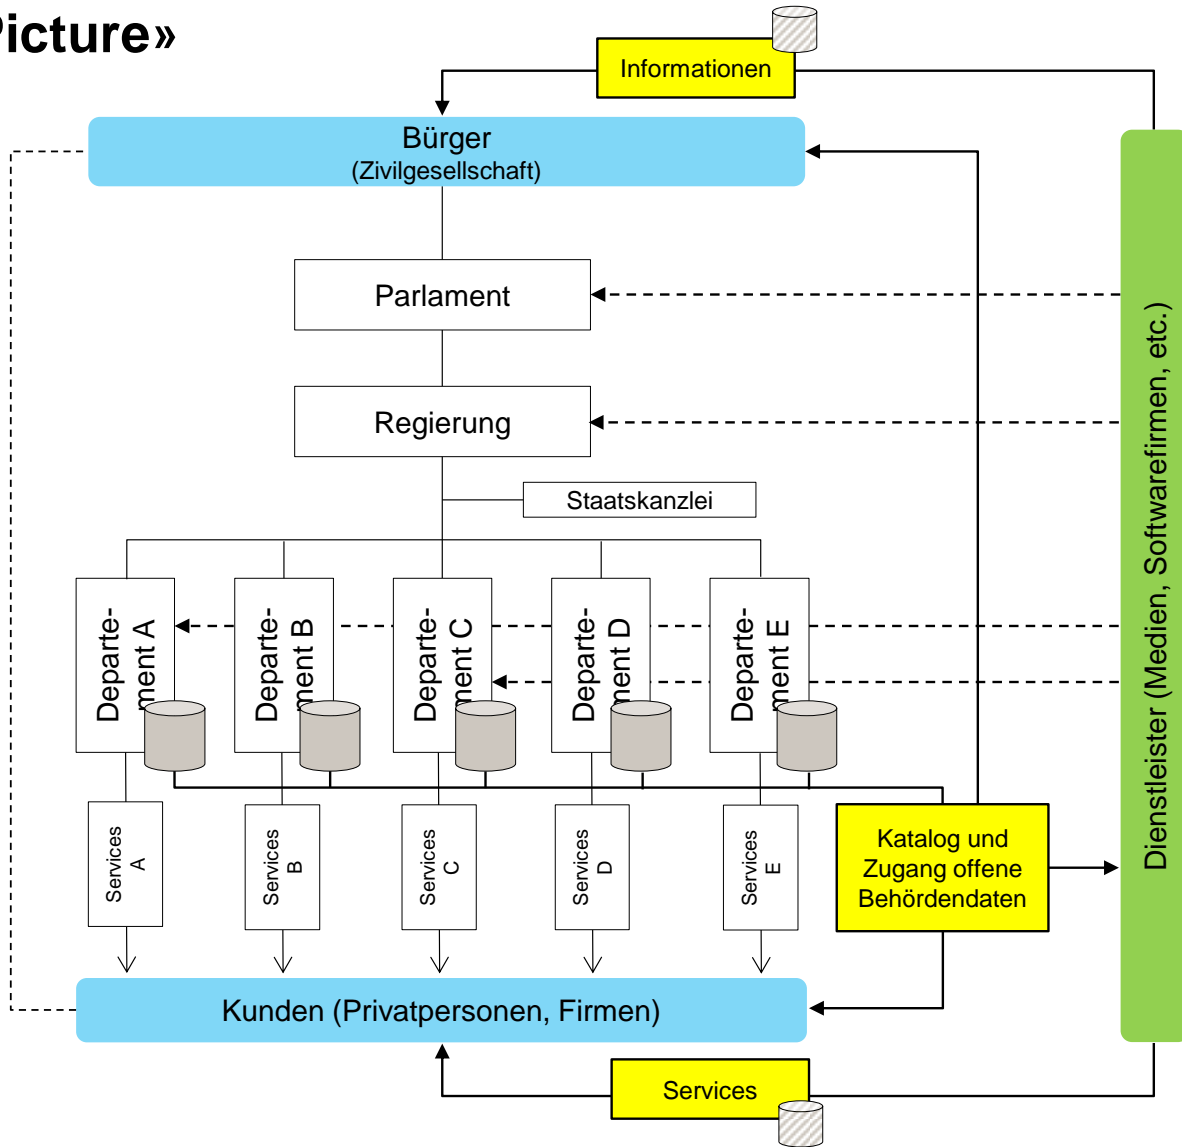 Picture»
Informationen
Bürger
(Zivilgesellschaft)
Parlament
Regierung
Staatskanzlei
Departe-
ment A
Departe-
ment B
Departe-
ment C
Departe-
ment D
Departe-
ment E
Services
A
Services
B
Services
C
Services
D
Services
E
Katalog und
Zugang offene
Behördendaten
Dienstleister (Medien, Softwarefirmen, etc.)
Kunden (Privatpersonen, Firmen)
Services